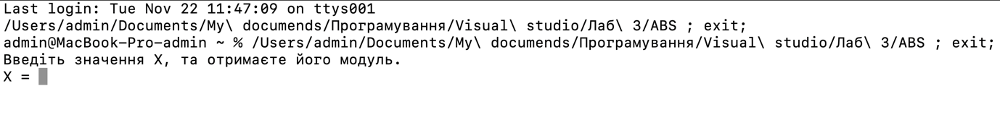 Last login: Tue Nov 22 11:47:09 on ttys001
/Users/admin/Documents/My\ documends/Програмування/Visual\ studio/Лаб\ 3/ABS ; exit;
admin@MacBook-Pro-admin ~ % /Users/admin/Documents/My\ documends/Програмування/Visual\ studio/Лаб\ 3/ABS ; exit;
Введіть значення X, та отримаєте його модуль.
X =